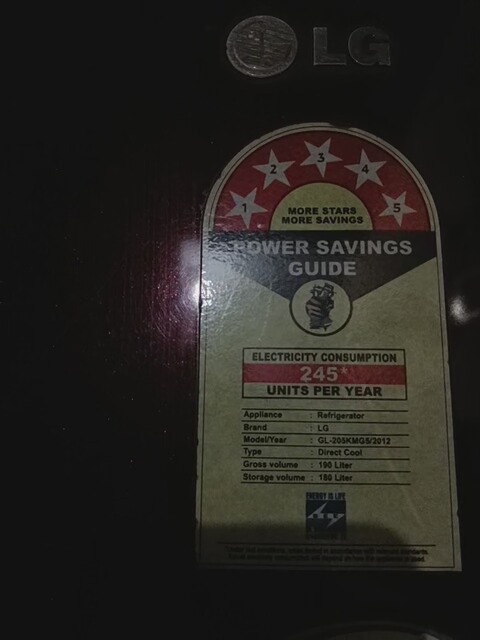 LG
1 2 3 4 5
MORE STARS
MORE SAVINGS
POWER SAVINGS
GUIDE
ELECTRICITY CONSUMPTION
245*
UNITS PER YEAR
Appliance : Refrigerator
Brand : LG
Model/Year : GL-205KMG5/2012
Type : Direct Cool
Gross volume : 190 Liter
Storage volume : 180 Liter
ENERGY IS LIFE